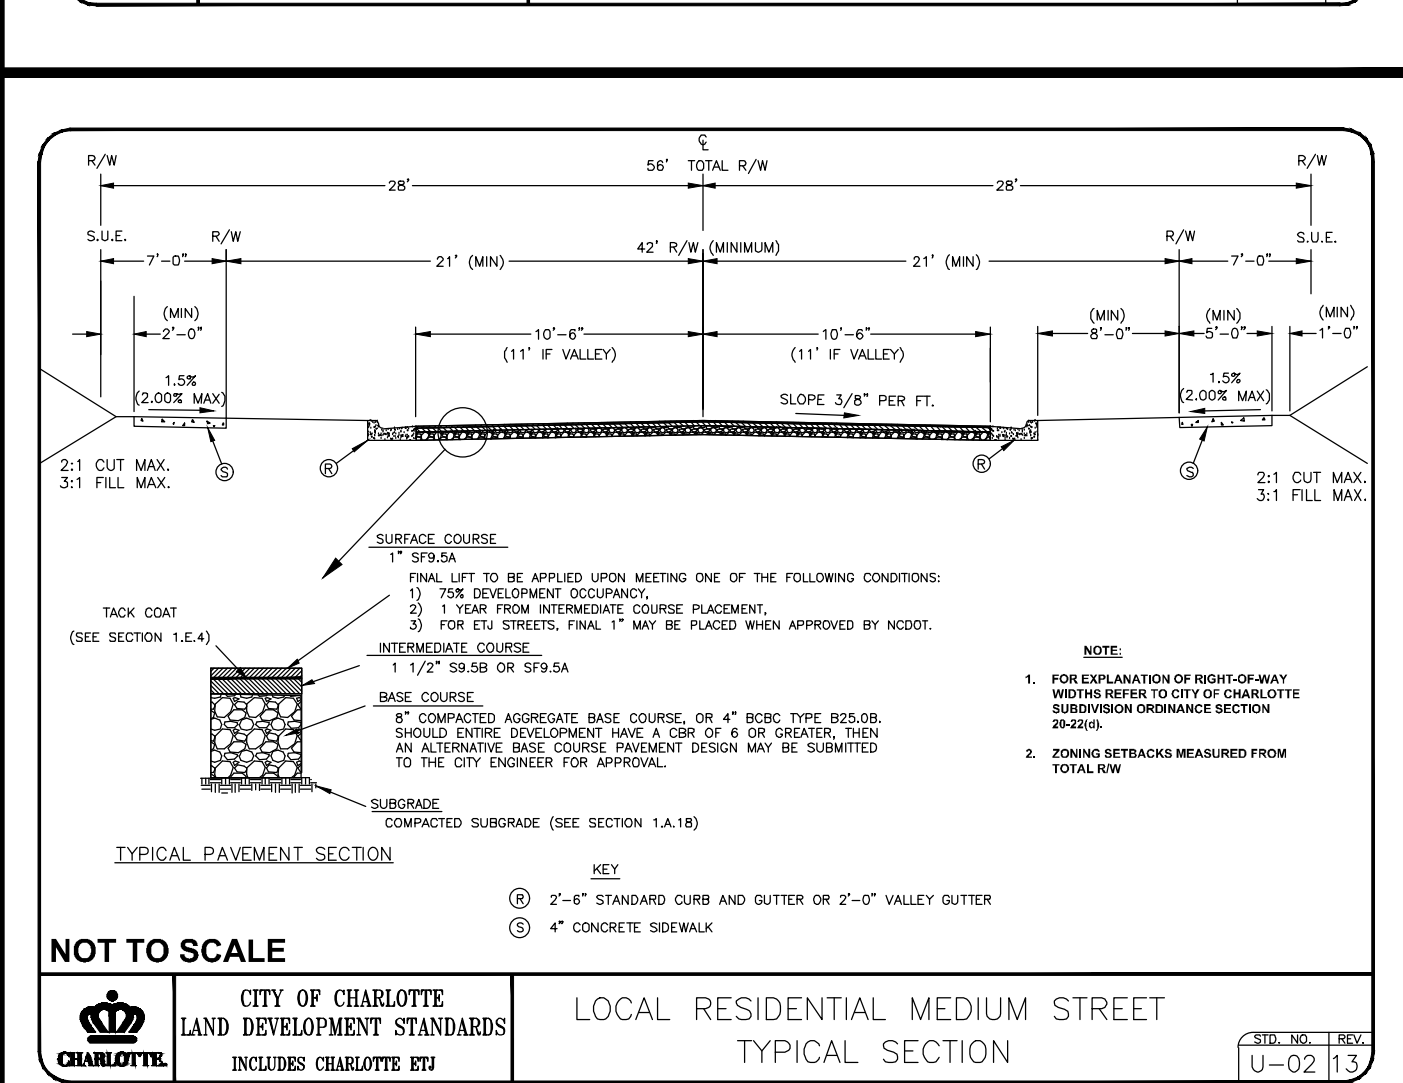 ℄
R/W
56' TOTAL R/W
R/W
28'
28'
S.U.E.
R/W
42' R/W (MINIMUM)
R/W
S.U.E.
7'-0"
21' (MIN)
21' (MIN)
7'-0"
(MIN)
2'-0"
10'-6"
(11' IF VALLEY)
10'-6"
(11' IF VALLEY)
(MIN)
8'-0"
(MIN)
5'-0"
(MIN)
1'-0"
1.5%
(2.00% MAX)
SLOPE 3/8" PER FT.
1.5%
(2.00% MAX)
2:1 CUT MAX.
3:1 FILL MAX.
S
R
R
S
2:1 CUT MAX.
3:1 FILL MAX.
SURFACE COURSE
1" SF9.5A
FINAL LIFT TO BE APPLIED UPON MEETING ONE OF THE FOLLOWING CONDITIONS:
1) 75% DEVELOPMENT OCCUPANCY,
2) 1 YEAR FROM INTERMEDIATE COURSE PLACEMENT,
3) FOR ETJ STREETS, FINAL 1" MAY BE PLACED WHEN APPROVED BY NCDOT.
TACK COAT
(SEE SECTION 1.E.4)
INTERMEDIATE COURSE
1 1/2" S9.5B OR SF9.5A
BASE COURSE
8" COMPACTED AGGREGATE BASE COURSE, OR 4" BCBC TYPE B25.0B.
SHOULD ENTIRE DEVELOPMENT HAVE A CBR OF 6 OR GREATER, THEN
AN ALTERNATIVE BASE COURSE PAVEMENT DESIGN MAY BE SUBMITTED
TO THE CITY ENGINEER FOR APPROVAL.
SUBGRADE
COMPACTED SUBGRADE (SEE SECTION 1.A.18)
TYPICAL PAVEMENT SECTION
NOTE:
1. FOR EXPLANATION OF RIGHT-OF-WAY
WIDTHS REFER TO CITY OF CHARLOTTE
SUBDIVISION ORDINANCE SECTION
20-22(d).
2. ZONING SETBACKS MEASURED FROM
TOTAL R/W
KEY
R 2'-6" STANDARD CURB AND GUTTER OR 2'-0" VALLEY GUTTER
S 4" CONCRETE SIDEWALK
NOT TO SCALE
CHARLOTTE.
CITY OF CHARLOTTE
LAND DEVELOPMENT STANDARDS
INCLUDES CHARLOTTE ETJ
LOCAL RESIDENTIAL MEDIUM STREET
TYPICAL SECTION
STD. NO. REV.
U-02 13